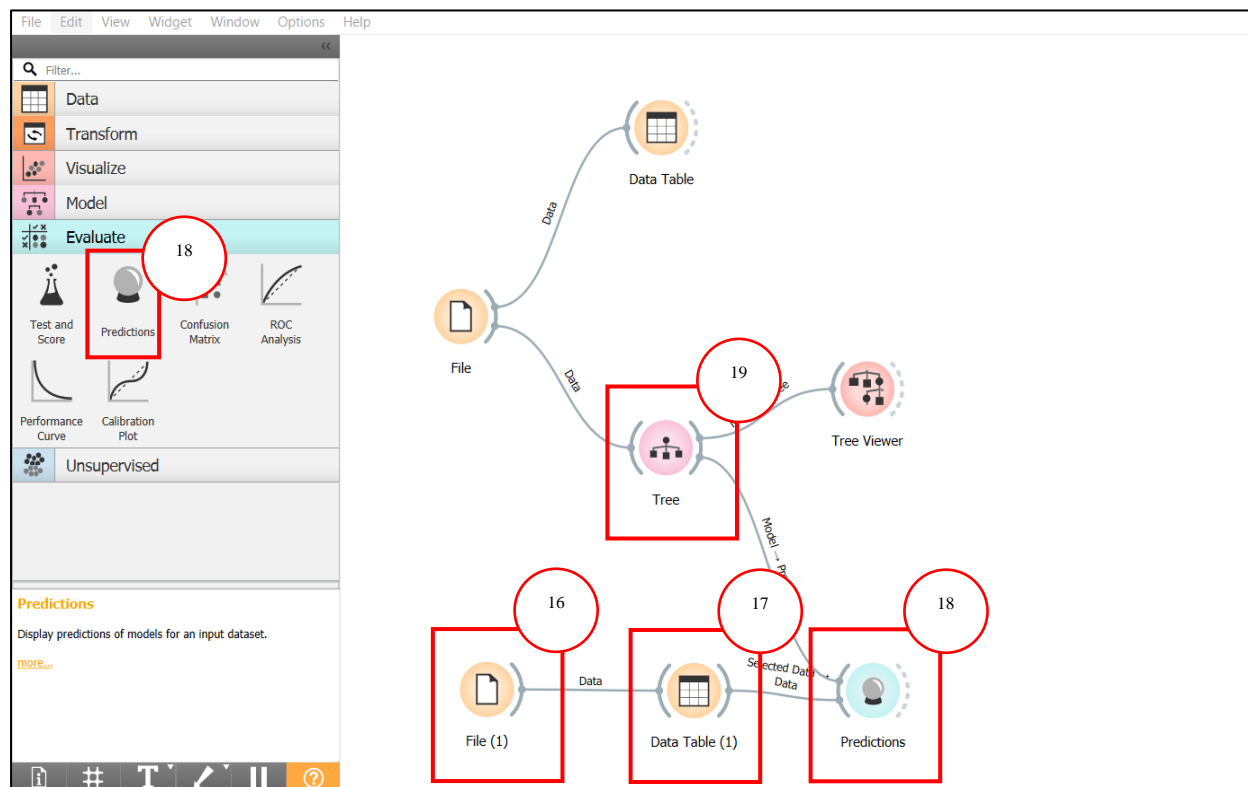 File Edit View Widget Window Options Help
Filter...
Data
Transform
Visualize
Model
Evaluate
18
Test and
Score
Predictions
Confusion
Matrix
ROC
Analysis
Performance
Curve
Calibration
Plot
Unsupervised
Predictions
Display predictions of models for an input dataset.
more...
Data Table
Data
File
Data
19
Tree
Tree Viewer
Model →
16
17
18
File (1)
Data
Data Table (1)
Selected Data →
Data
Predictions